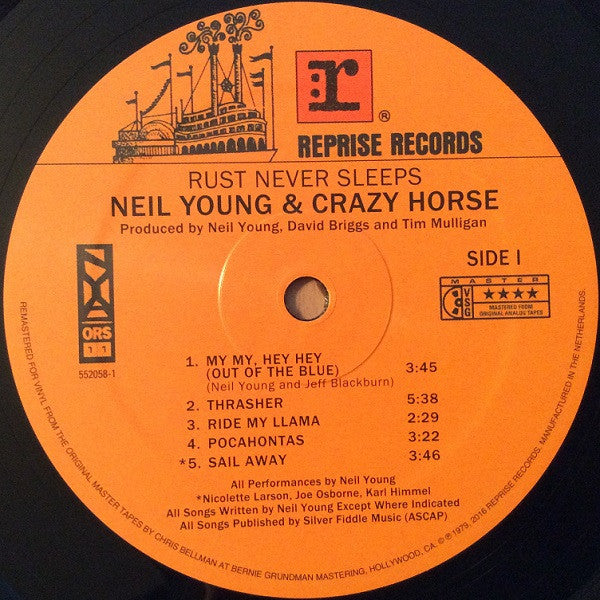 r
®
REPRISE RECORDS
RUST NEVER SLEEPS
NEIL YOUNG & CRAZY HORSE
Produced by Neil Young, David Briggs and Tim Mulligan
SIDE I
ORS
552058-1
MASTER
VSG
★★★★
MASTERED FROM
ORIGINAL ANALOG TAPES
1. MY MY, HEY HEY
(OUT OF THE BLUE) 3:45
(Neil Young and Jeff Blackburn)
2. THRASHER 5:38
3. RIDE MY LLAMA 2:29
4. POCAHONTAS 3:22
*5. SAIL AWAY 3:46
All Performances by Neil Young
*Nicolette Larson, Joe Osborne, Karl Himmel
All Songs Written by Neil Young Except Where Indicated
All Songs Published by Silver Fiddle Music (ASCAP)
REMASTERED FOR VINYL FROM THE ORIGINAL MASTER TAPES BY CHRIS BELLMAN AT BERNIE GRUNDMAN MASTERING, HOLLYWOOD, CA. ©℗ 1979, 2016 REPRISE RECORDS. MANUFACTURED IN THE NETHERLANDS.